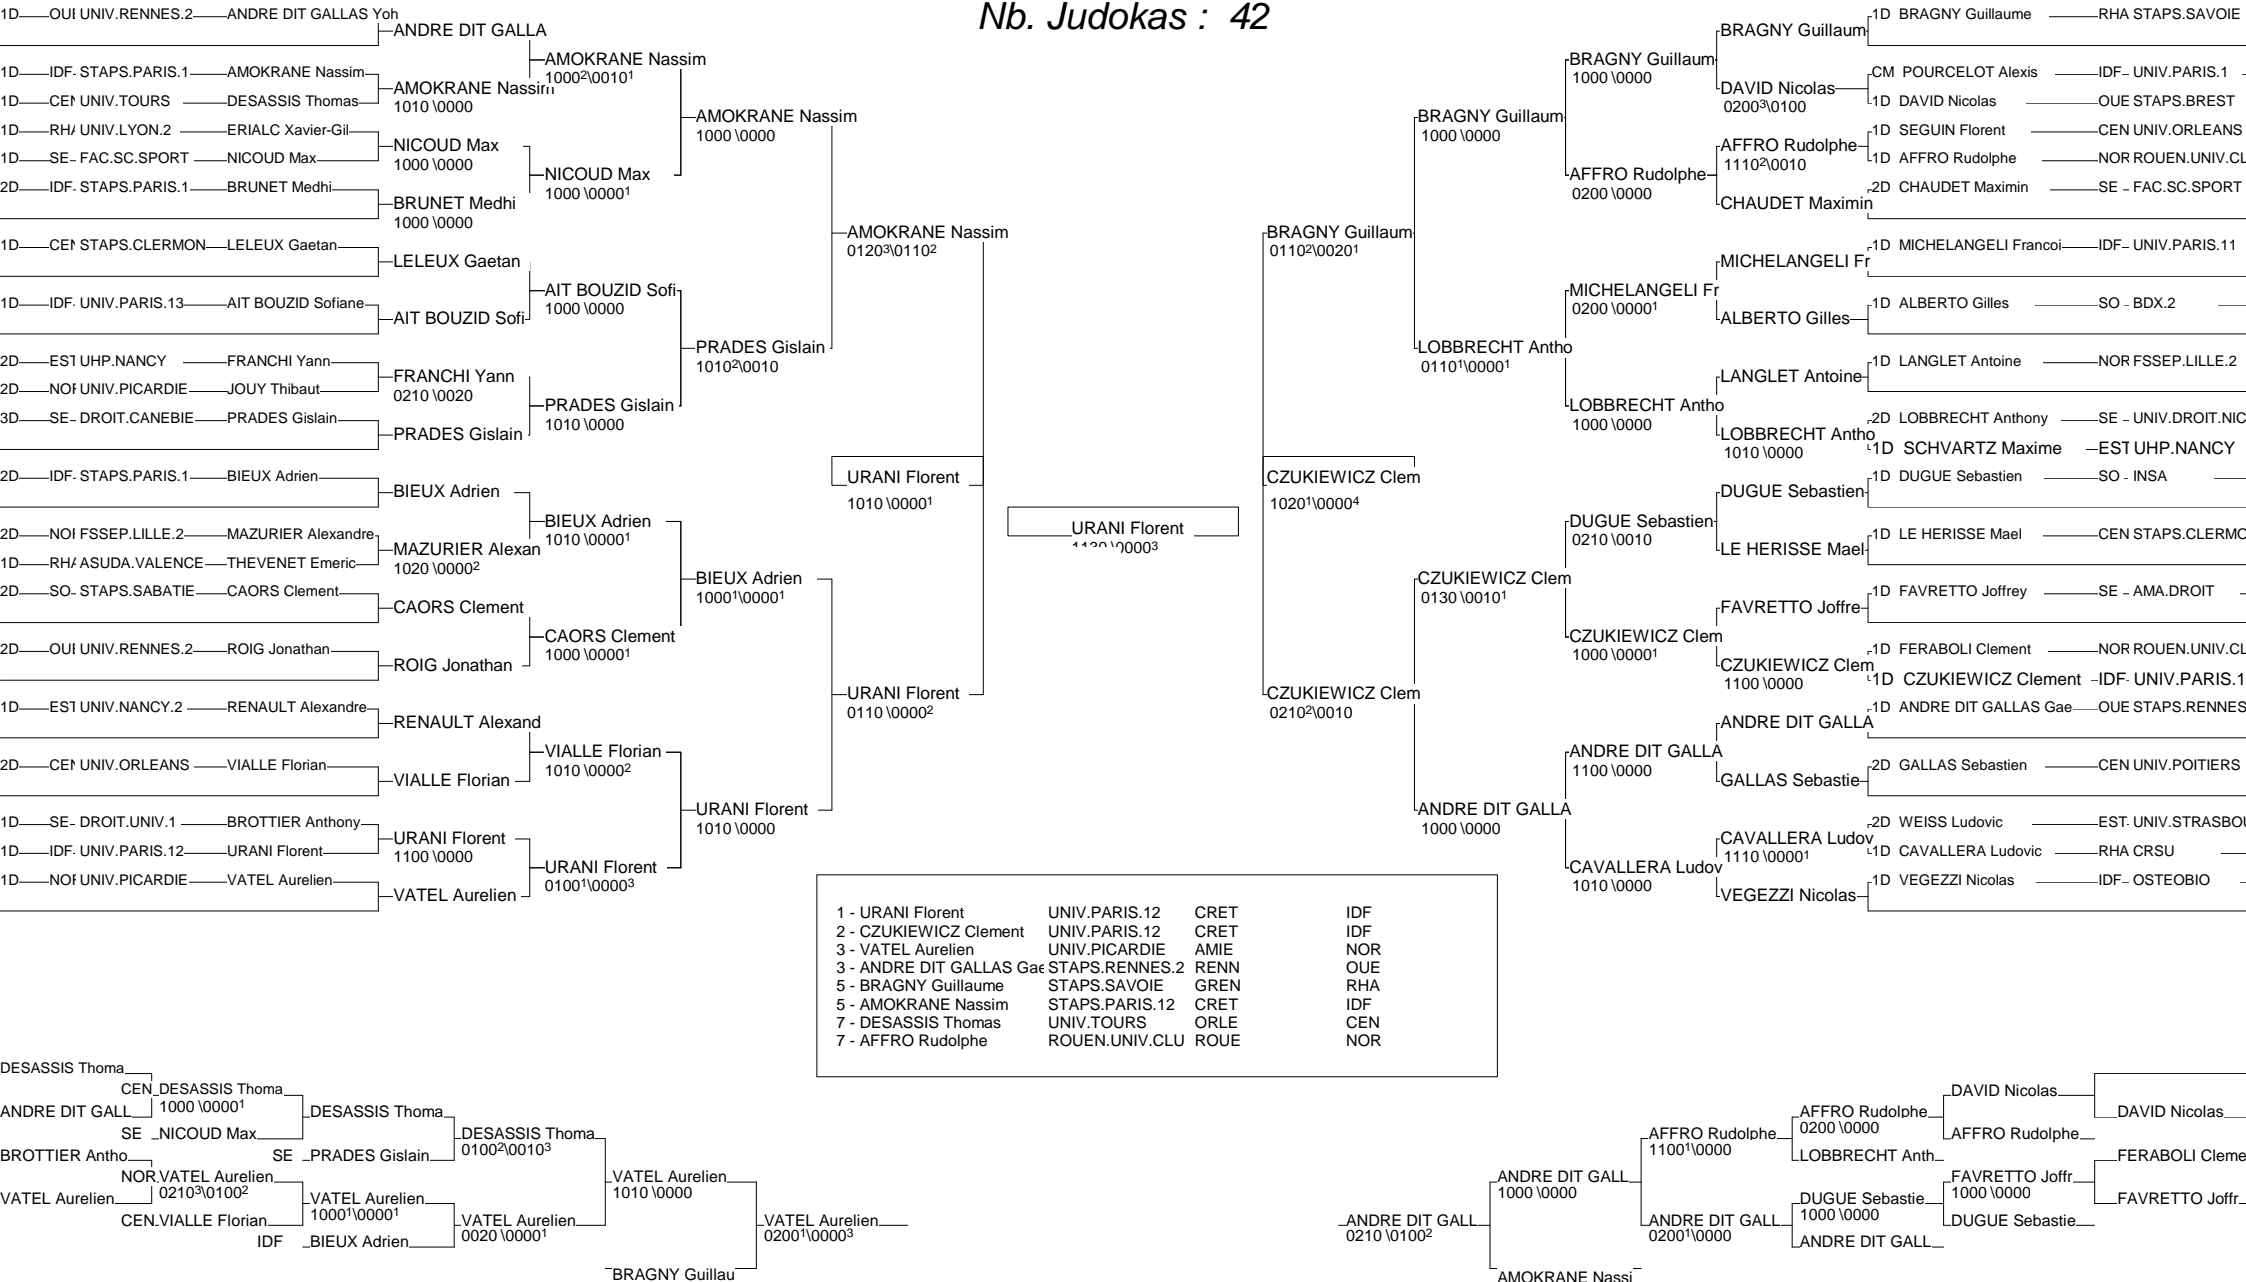 Nb. Judokas : 42
1D OUI UNIV.RENNES.2 ANDRE DIT GALLAS Yoh
1D IDF- STAPS.PARIS.1 AMOKRANE Nassim
1D CEN UNIV.TOURS DESASSIS Thomas
1D RHA UNIV.LYON.2 ERIALC Xavier-Gil
1D SE- FAC.SC.SPORT NICOUD Max
2D IDF- STAPS.PARIS.1 BRUNET Medhi
1D CEN STAPS.CLERMON LELEUX Gaetan
1D IDF- UNIV.PARIS.13 AIT BOUZID Sofiane
2D EST UHP.NANCY FRANCHI Yann
2D NOR UNIV.PICARDIE JOUY Thibaut
3D SE- DROIT.CANEBIE PRADES Gislain
2D IDF- STAPS.PARIS.1 BIEUX Adrien
2D NOR FSSEP.LILLE.2 MAZURIER Alexandre
1D RHA ASUDA.VALENCE THEVENET Emeric
2D SO- STAPS.SABATIE CAORS Clement
2D OUI UNIV.RENNES.2 ROIG Jonathan
1D EST UNIV.NANCY.2 RENAULT Alexandre
2D CEN UNIV.ORLEANS VIALLE Florian
1D SE- DROIT.UNIV.1 BROTTIER Anthony
1D IDF- UNIV.PARIS.12 URANI Florent
1D NOR UNIV.PICARDIE VATEL Aurelien
ANDRE DIT GALLA
AMOKRANE Nassim
1010 \0000
NICOUD Max
1000 \0000
BRUNET Medhi
1000 \0000
LELEUX Gaetan
AIT BOUZID Sofi
FRANCHI Yann
0210 \0020
PRADES Gislain
BIEUX Adrien
MAZURIER Alexan
1020 \0000²
CAORS Clement
ROIG Jonathan
RENAULT Alexand
VIALLE Florian
URANI Florent
1100 \0000
VATEL Aurelien
AMOKRANE Nassim
1000²\0010¹
NICOUD Max
1000 \0000¹
AIT BOUZID Sofi
1000 \0000
PRADES Gislain
1010 \0000
BIEUX Adrien
1010 \0000¹
CAORS Clement
1000 \0000¹
VIALLE Florian
1010 \0000²
URANI Florent
0100¹\0000³
AMOKRANE Nassim
1000 \0000
PRADES Gislain
1010²\0010
BIEUX Adrien
1000¹\0000¹
URANI Florent
1010 \0000
AMOKRANE Nassim
0120³\0110²
URANI Florent
0110 \0000²
URANI Florent
1010 \0000¹
URANI Florent
1130 \0000³
CZUKIEWICZ Clem
1020¹\0000⁴
BRAGNY Guillaum
0110²\0020¹
CZUKIEWICZ Clem
0210²\0010
BRAGNY Guillaum
1000 \0000
LOBBRECHT Antho
0110¹\0000¹
CZUKIEWICZ Clem
0130 \0010¹
ANDRE DIT GALLA
1000 \0000
BRAGNY Guillaum
1000 \0000
AFFRO Rudolphe
0200 \0000
MICHELANGELI Fr
0200 \0000¹
LOBBRECHT Antho
1000 \0000
DUGUE Sebastien
0210 \0010
CZUKIEWICZ Clem
1000 \0000¹
ANDRE DIT GALLA
1100 \0000
CAVALLERA Ludov
1010 \0000
BRAGNY Guillaum
DAVID Nicolas
0200³\0100
AFFRO Rudolphe
1110²\0010
CHAUDET Maximin
MICHELANGELI Fr
ALBERTO Gilles
LANGLET Antoine
LOBBRECHT Antho
1010 \0000
DUGUE Sebastien
LE HERISSE Mael
FAVRETTO Joffre
CZUKIEWICZ Clem
1100 \0000
ANDRE DIT GALLA
GALLAS Sebastie
CAVALLERA Ludov
1110 \0000¹
VEGEZZI Nicolas
1D BRAGNY Guillaume RHA STAPS.SAVOIE
CM POURCELOT Alexis IDF- UNIV.PARIS.1
1D DAVID Nicolas OUE STAPS.BREST
1D SEGUIN Florent CEN UNIV.ORLEANS
1D AFFRO Rudolphe NOR ROUEN.UNIV.CL
2D CHAUDET Maximin SE - FAC.SC.SPORT
1D MICHELANGELI Francoi IDF- UNIV.PARIS.11
1D ALBERTO Gilles SO - BDX.2
1D LANGLET Antoine NOR FSSEP.LILLE.2
2D LOBBRECHT Anthony SE - UNIV.DROIT.NIC
1D SCHVARTZ Maxime EST UHP.NANCY
1D DUGUE Sebastien SO - INSA
1D LE HERISSE Mael CEN STAPS.CLERMO
1D FAVRETTO Joffrey SE - AMA.DROIT
1D FERABOLI Clement NOR ROUEN.UNIV.CL
1D CZUKIEWICZ Clement IDF- UNIV.PARIS.1
1D ANDRE DIT GALLAS Gae OUE STAPS.RENNES
2D GALLAS Sebastien CEN UNIV.POITIERS
2D WEISS Ludovic EST- UNIV.STRASBOU
1D CAVALLERA Ludovic RHA CRSU
1D VEGEZZI Nicolas IDF- OSTEOBIO
1 - URANI Florent UNIV.PARIS.12 CRET IDF
2 - CZUKIEWICZ Clement UNIV.PARIS.12 CRET IDF
3 - VATEL Aurelien UNIV.PICARDIE AMIE NOR
3 - ANDRE DIT GALLAS Gae STAPS.RENNES.2 RENN OUE
5 - BRAGNY Guillaume STAPS.SAVOIE GREN RHA
5 - AMOKRANE Nassim STAPS.PARIS.12 CRET IDF
7 - DESASSIS Thomas UNIV.TOURS ORLE CEN
7 - AFFRO Rudolphe ROUEN.UNIV.CLU ROUE NOR
DESASSIS Thoma
ANDRE DIT GALL
BROTTIER Antho
VATEL Aurelien
CEN DESASSIS Thoma
1000 \0000¹
SE NICOUD Max
NOR VATEL Aurelien
0210³\0100²
CEN VIALLE Florian
DESASSIS Thoma
SE PRADES Gislain
VATEL Aurelien
1000¹\0000¹
IDF BIEUX Adrien
DESASSIS Thoma
0100²\0010³
VATEL Aurelien
0020 \0000¹
VATEL Aurelien
1010 \0000
BRAGNY Guillau
VATEL Aurelien
0200¹\0000³
ANDRE DIT GALL
0210 \0100²
ANDRE DIT GALL
1000 \0000
AMOKRANE Nassi
AFFRO Rudolphe
1100¹\0000
ANDRE DIT GALL
0200¹\0000
AFFRO Rudolphe
0200 \0000
LOBBRECHT Anth
DUGUE Sebastie
1000 \0000
ANDRE DIT GALL
DAVID Nicolas
AFFRO Rudolphe
FAVRETTO Joffr
1000 \0000
DUGUE Sebastie
DAVID Nicolas
FERABOLI Cleme
FAVRETTO Joffr